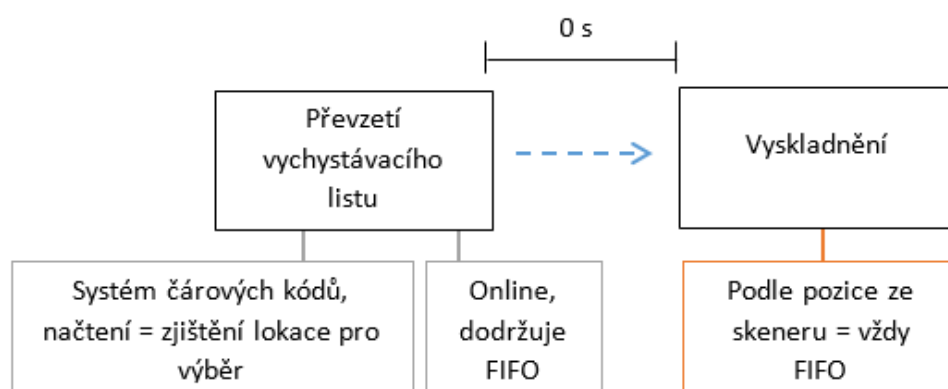 0 s
Převzetí
vychystávacího
listu
Vyskladnění
Systém čárových kódů,
načtení = zjištění lokace pro
výběr
Online,
dodržuje
FIFO
Podle pozice ze
skeneru = vždy
FIFO